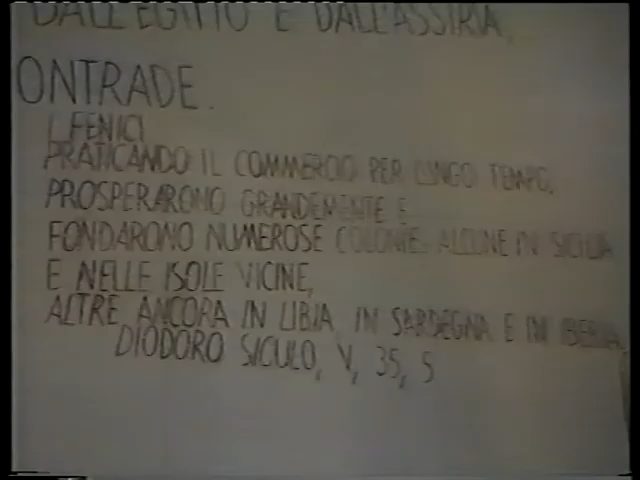 DALL'EGITTO E DALL'ASSIRIA,
ONTRADE.
I FENICI
PRATICANDO IL COMMERCIO PER LUNGO TEMPO,
PROSPERARONO GRANDEMENTE E
FONDARONO NUMEROSE COLONIE, ALCUNE IN SICILIA
E NELLE ISOLE VICINE,
ALTRE ANCORA IN LIBIA IN SARDEGNA E IN IBERIA
DIODORO SICULO, V, 35, 5